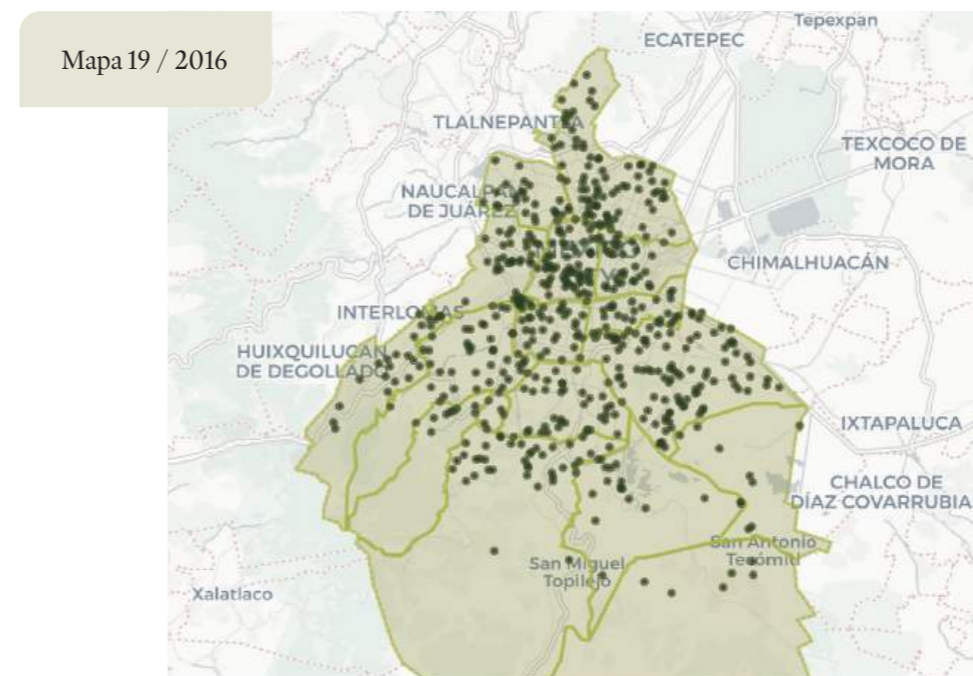 Mapa 19 / 2016
Tepexpan
ECATEPEC
TLALNEPANTLA
TEXCOCO DE
MORA
NAUCALPAN
DE JUÁREZ
CHIMALHUACÁN
INTERLOMAS
HUIXQUILUCAN
DE DEGOLLADO
IXTAPALUCA
CHALCO DE
DÍAZ COVARRUBIA
San Antonio
Tecómitl
San Miguel
Topilejo
Xalatlaco